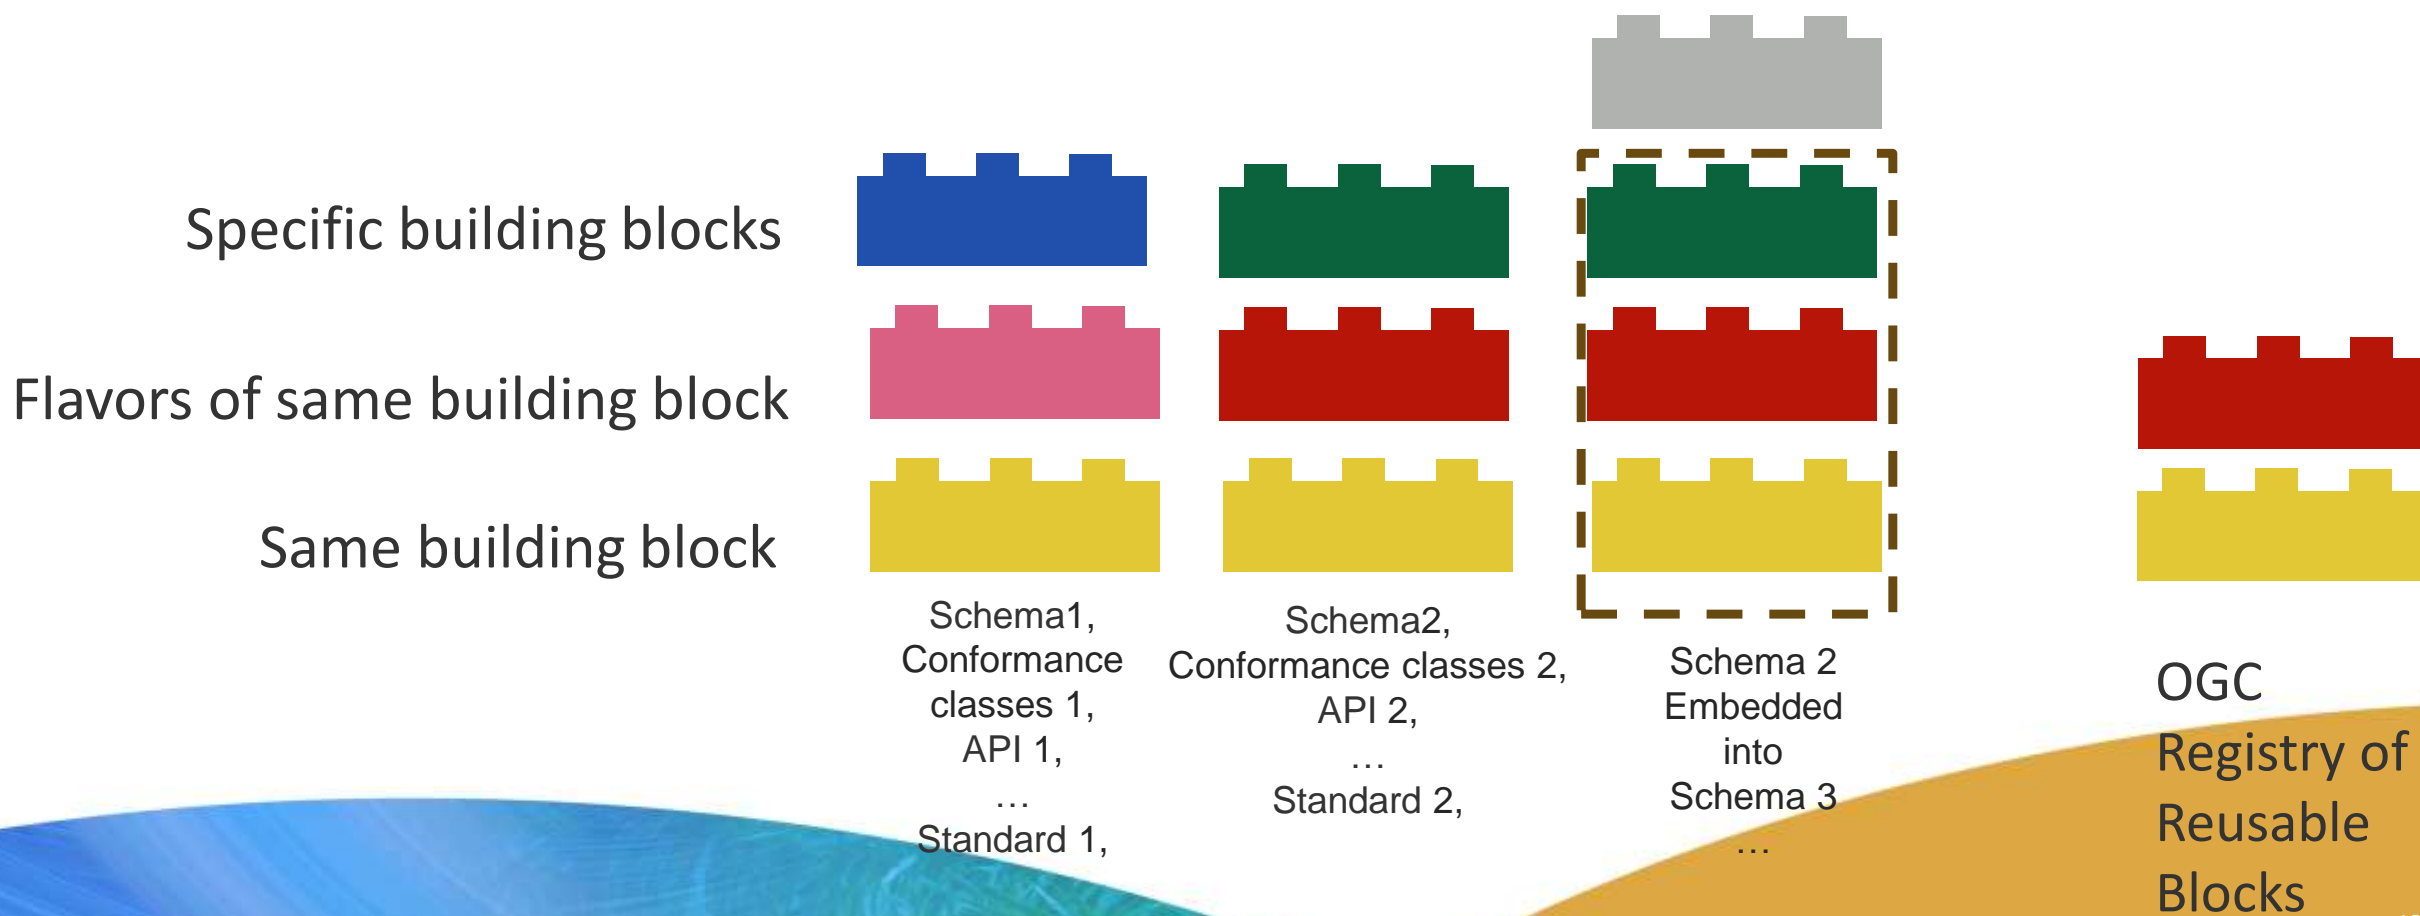 Specific building blocks
Flavors of same building block
Same building block
Schema1,
Conformance
classes 1,
API 1,
…
Standard 1,
Schema2,
Conformance classes 2,
API 2,
…
Standard 2,
Schema 2
Embedded
into
Schema 3
…
OGC
Registry of
Reusable
Blocks